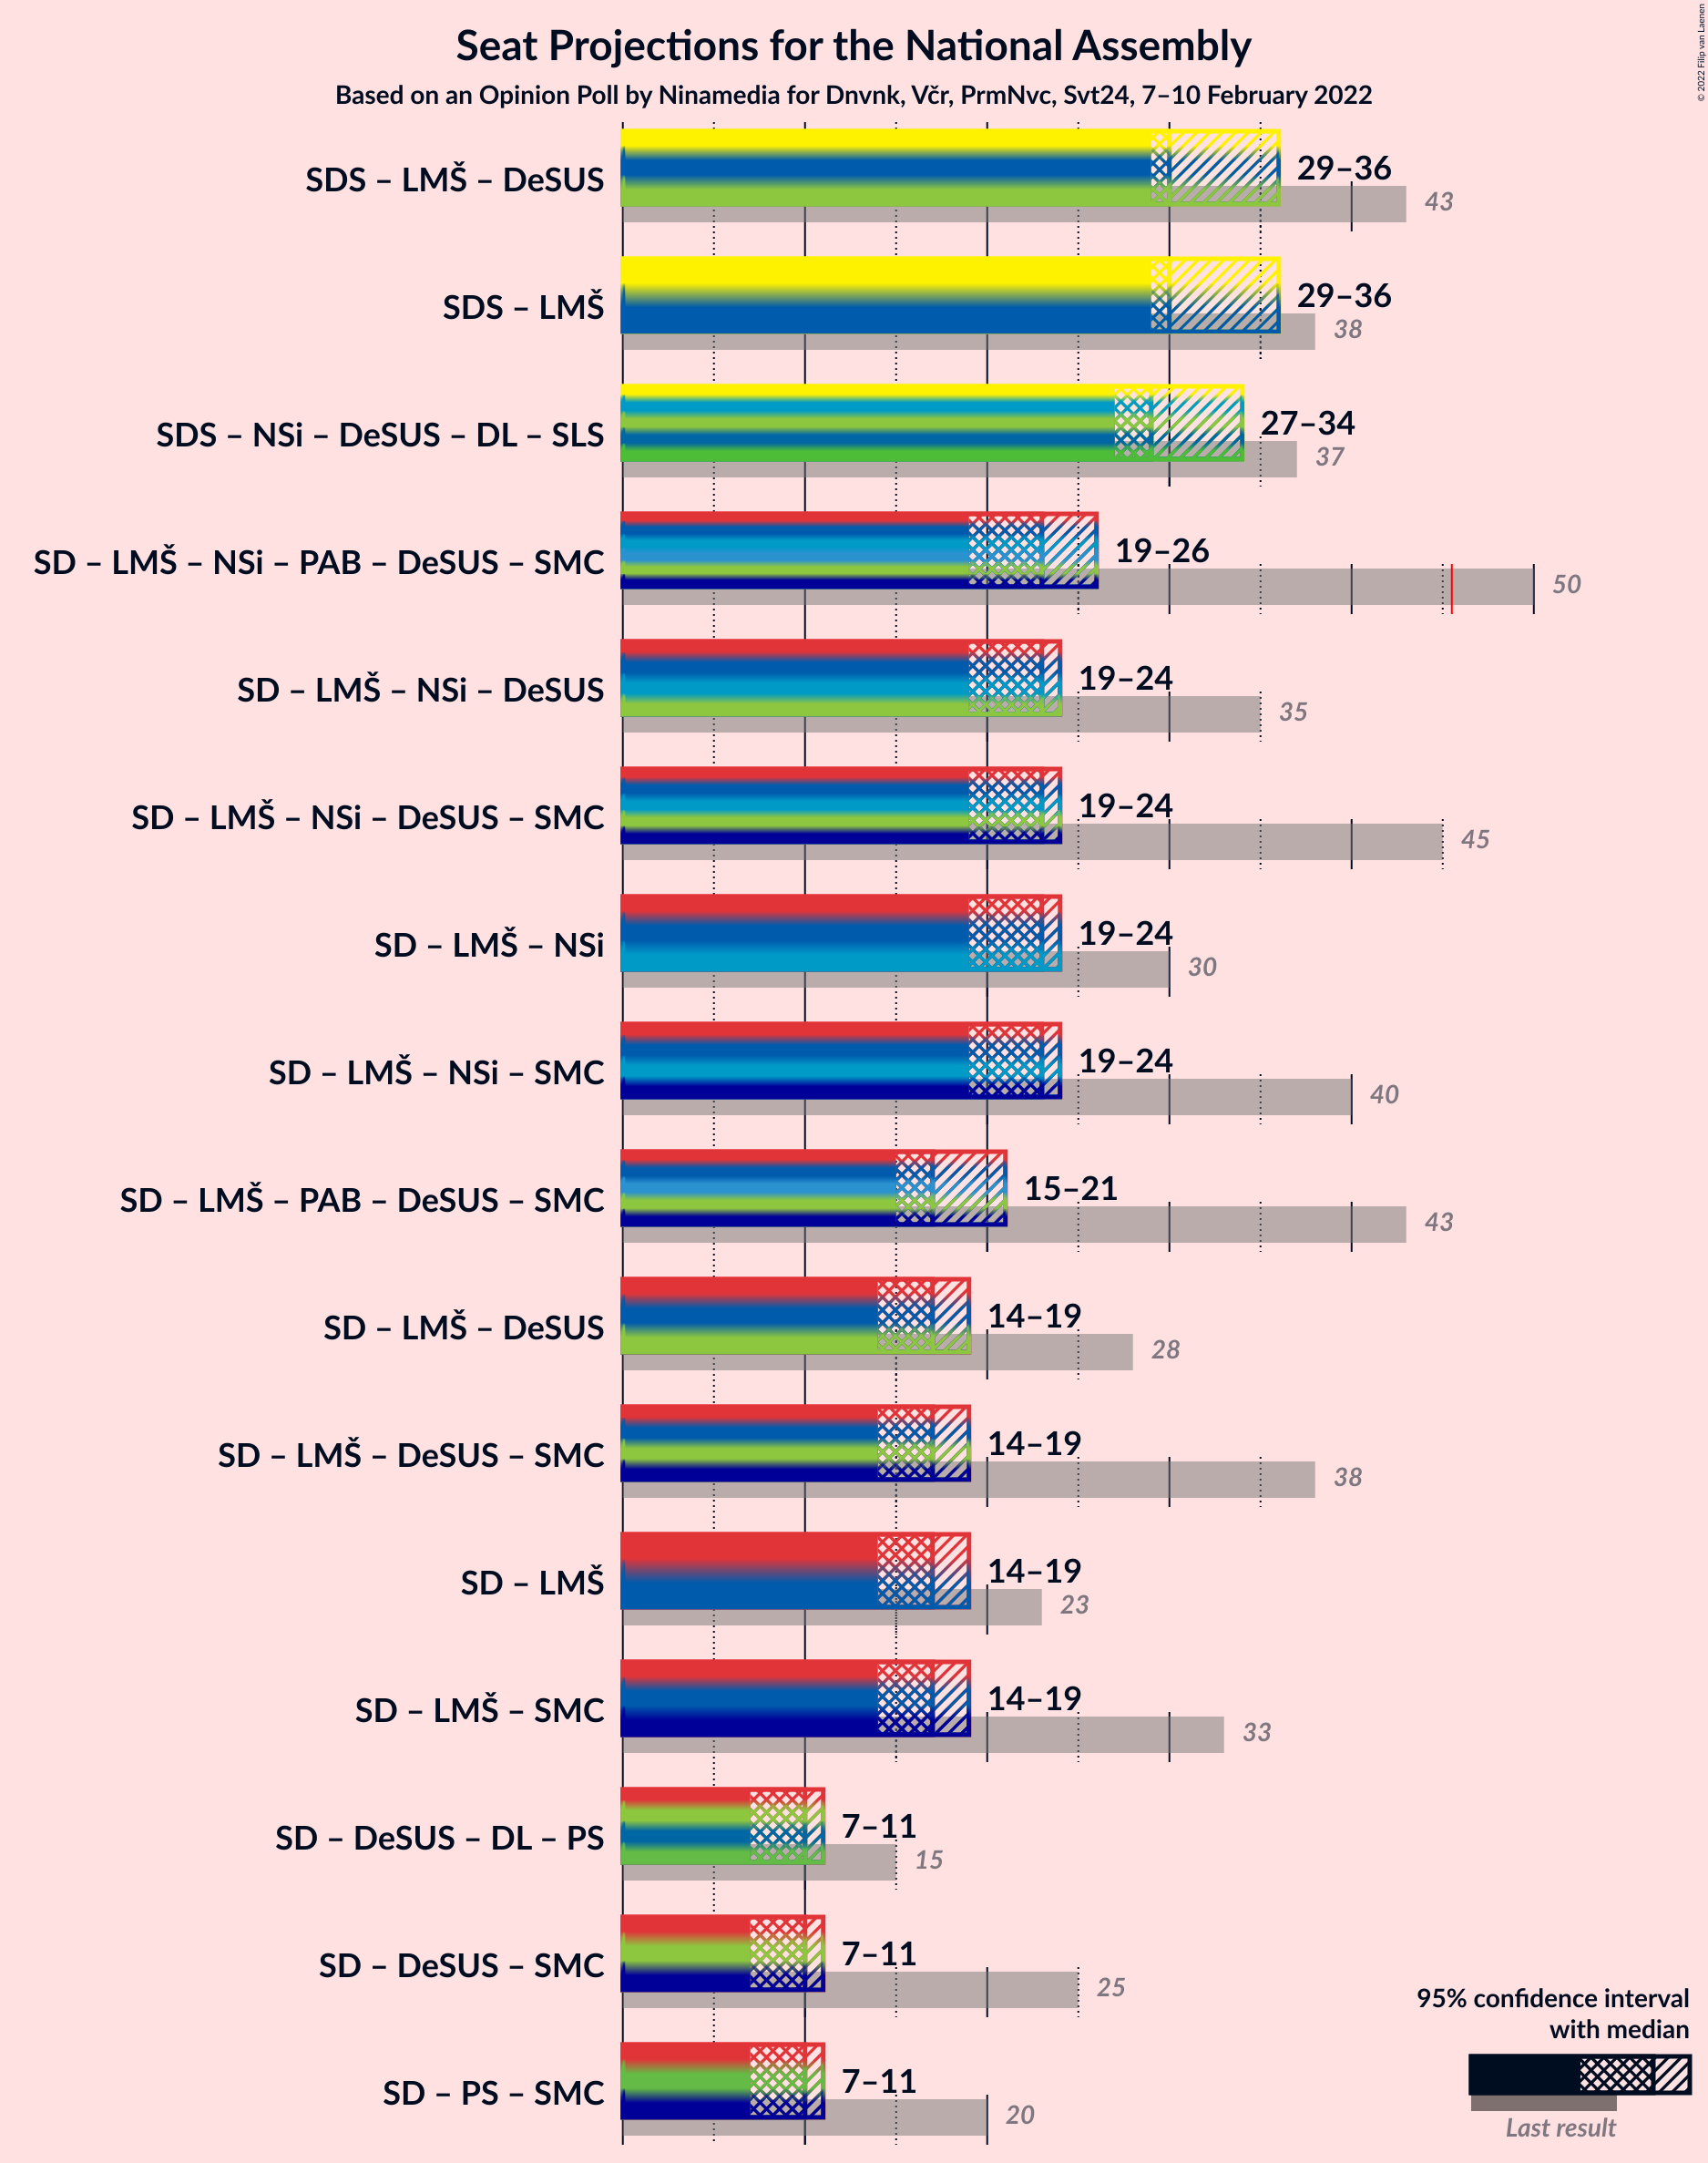 Seat Projections for the National Assembly
Based on an Opinion Poll by Ninamedia for Dnvnk, Včr, PrmNvc, Svt24, 7–10 February 2022
© 2022 Filip van Laenen
SDS – LMŠ – DeSUS
29–36
43
SDS – LMŠ
29–36
38
SDS – NSi – DeSUS – DL – SLS
27–34
37
SD – LMŠ – NSi – PAB – DeSUS – SMC
19–26
50
SD – LMŠ – NSi – DeSUS
19–24
35
SD – LMŠ – NSi – DeSUS – SMC
19–24
45
SD – LMŠ – NSi
19–24
30
SD – LMŠ – NSi – SMC
19–24
40
SD – LMŠ – PAB – DeSUS – SMC
15–21
43
SD – LMŠ – DeSUS
14–19
28
SD – LMŠ – DeSUS – SMC
14–19
38
SD – LMŠ
14–19
23
SD – LMŠ – SMC
14–19
33
SD – DeSUS – DL – PS
7–11
15
SD – DeSUS – SMC
7–11
25
SD – PS – SMC
7–11
20
95% confidence interval
with median
Last result